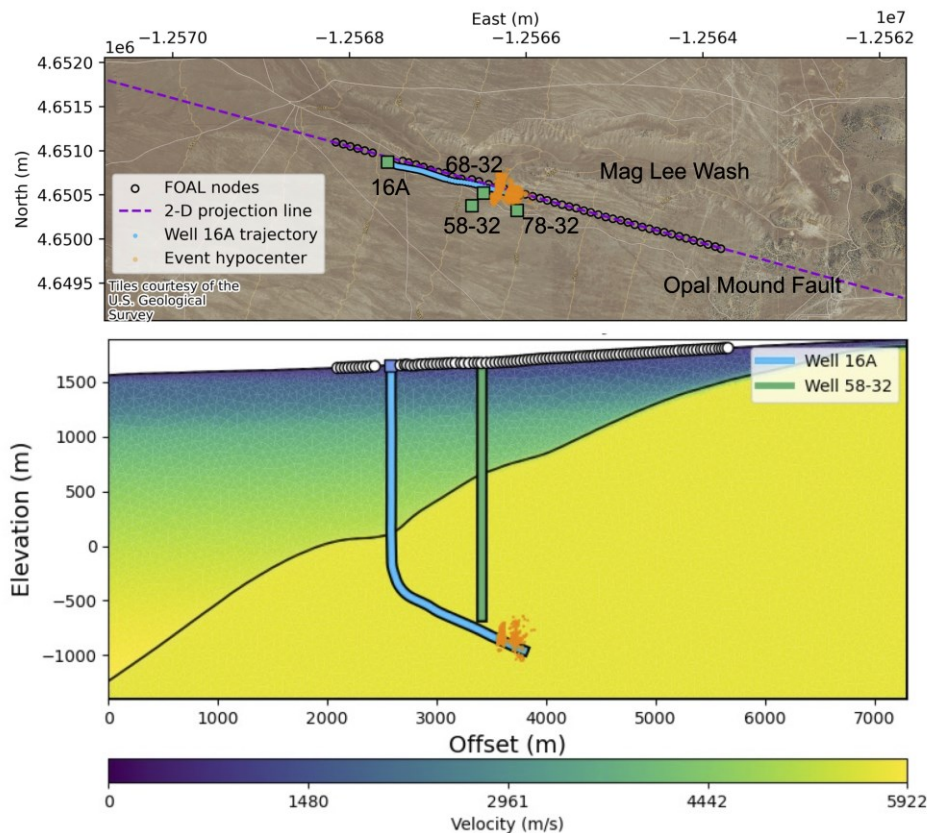 East (m)
1e6
−1.2570
−1.2568
−1.2566
−1.2564
−1.2562
1e7
4.6520
4.6515
4.6510
4.6505
4.6500
4.6495
North (m)
16A
68-32
58-32
78-32
Mag Lee Wash
Opal Mound Fault
FOAL nodes
2-D projection line
Well 16A trajectory
Event hypocenter
Tiles courtesy of the
U.S. Geological
Survey
Well 16A
Well 58-32
1500
1000
500
0
−500
−1000
Elevation (m)
0
1000
2000
3000
4000
5000
6000
7000
Offset (m)
0
1480
2961
4442
5922
Velocity (m/s)